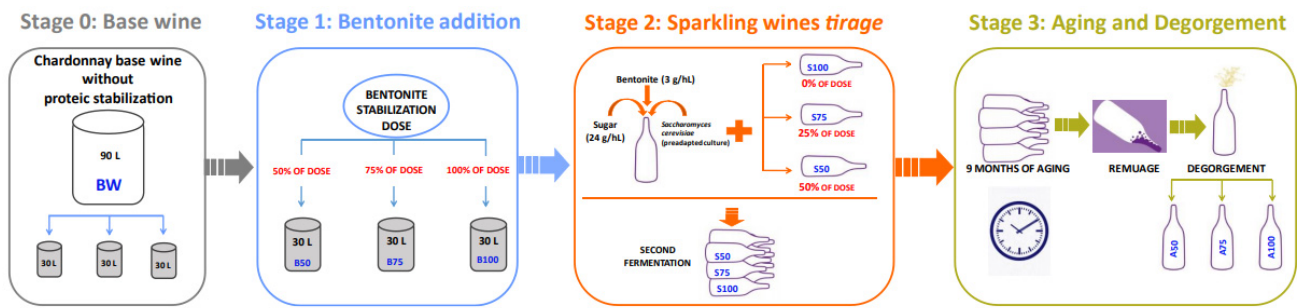 Stage 0: Base wine
Chardonnay base wine
without
proteic stabilization
90 L
BW
30 L
30 L
30 L
Stage 1: Bentonite addition
BENTONITE
STABILIZATION
DOSE
50% OF DOSE
75% OF DOSE
100% OF DOSE
30 L
B50
30 L
B75
30 L
B100
Stage 2: Sparkling wines tirage
Bentonite (3 g/hL)
Sugar
(24 g/hL)
Saccharomyces
cerevisiae
(preadapted culture)
S100
0% OF DOSE
S75
25% OF DOSE
S50
50% OF DOSE
SECOND
FERMENTATION
S50
S75
S100
Stage 3: Aging and Degorgement
9 MONTHS OF AGING
REMUAGE
DEGORGEMENT
A50
A75
A100